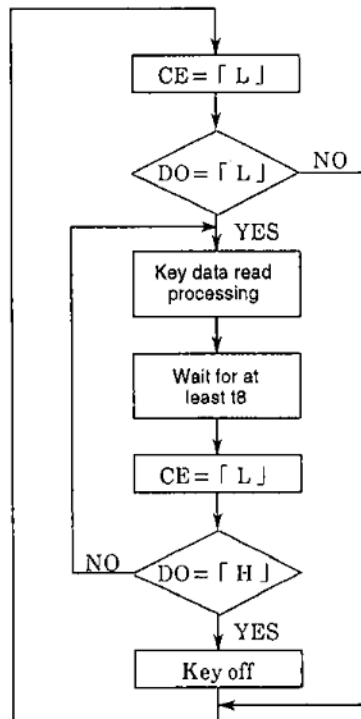 CE=「L」
DO=「L」
NO
YES
Key data read
processing
Wait for at
least t8
CE=「L」
DO=「H」
NO
YES
Key off